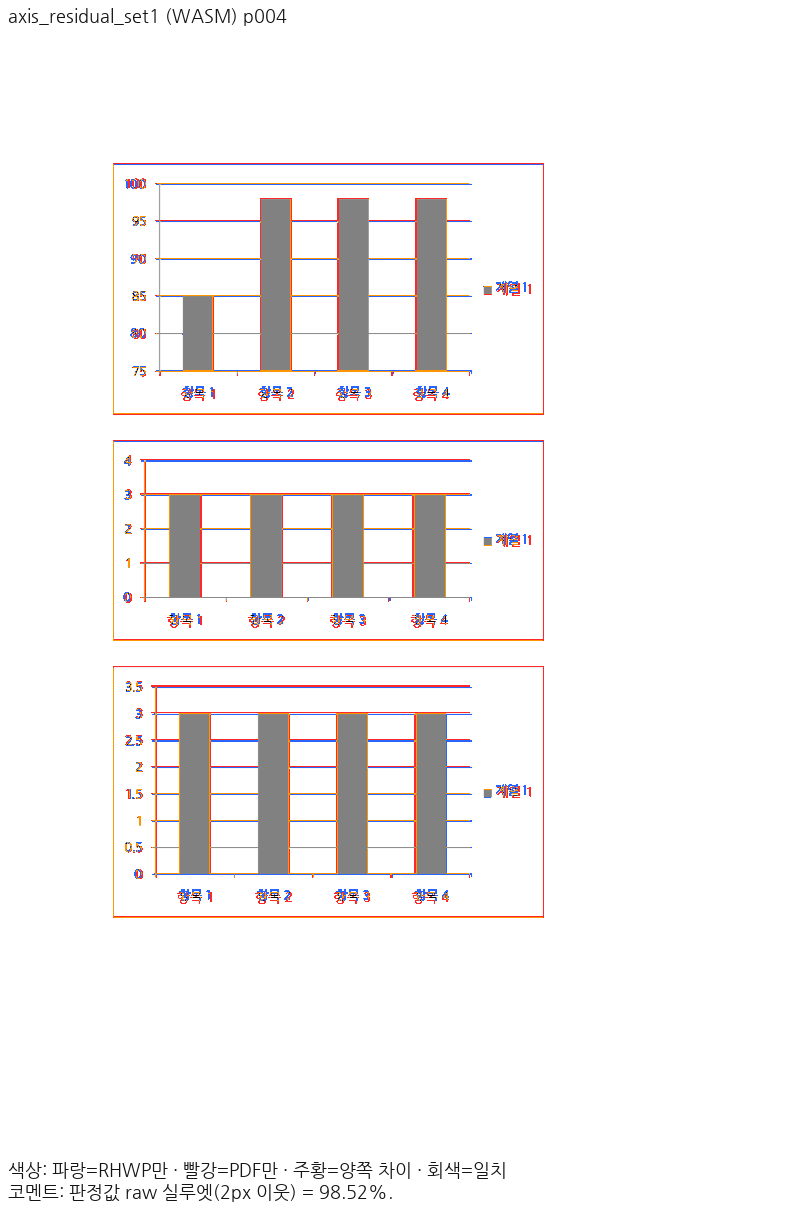 axis_residual_set1 (WASM) p004
100
95
90
85
80
75
항목 1 항목 2 항목 3 항목 4
계열 1
4
3
2
1
0
항목 1 항목 2 항목 3 항목 4
계열 1
3.5
3
2.5
2
1.5
1
0.5
0
항목 1 항목 2 항목 3 항목 4
계열 1
색상: 파랑=RHWP만 · 빨강=PDF만 · 주황=양쪽 차이 · 회색=일치
코멘트: 판정값 raw 실루엣(2px 이웃) = 98.52%.